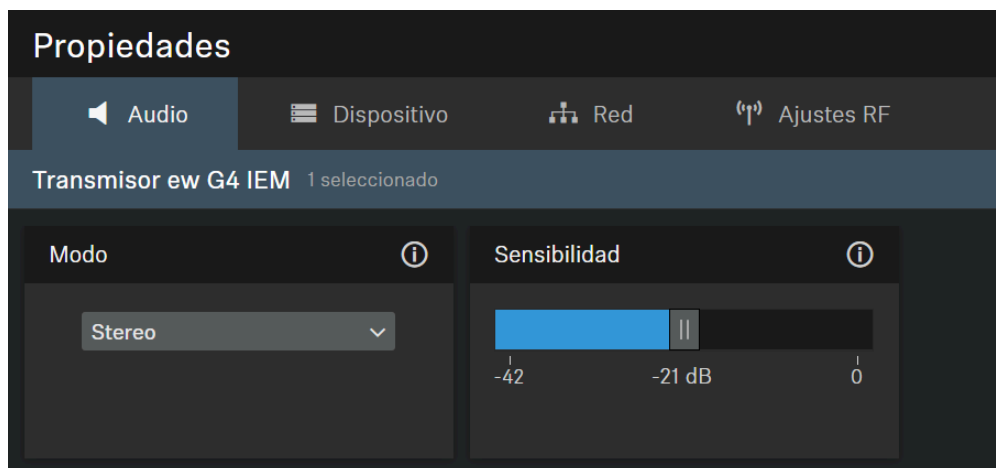 Propiedades
Audio Dispositivo Red Ajustes RF
Transmisor ew G4 IEM 1 seleccionado
Modo
Sensibilidad
Stereo
-42 -21 dB 0